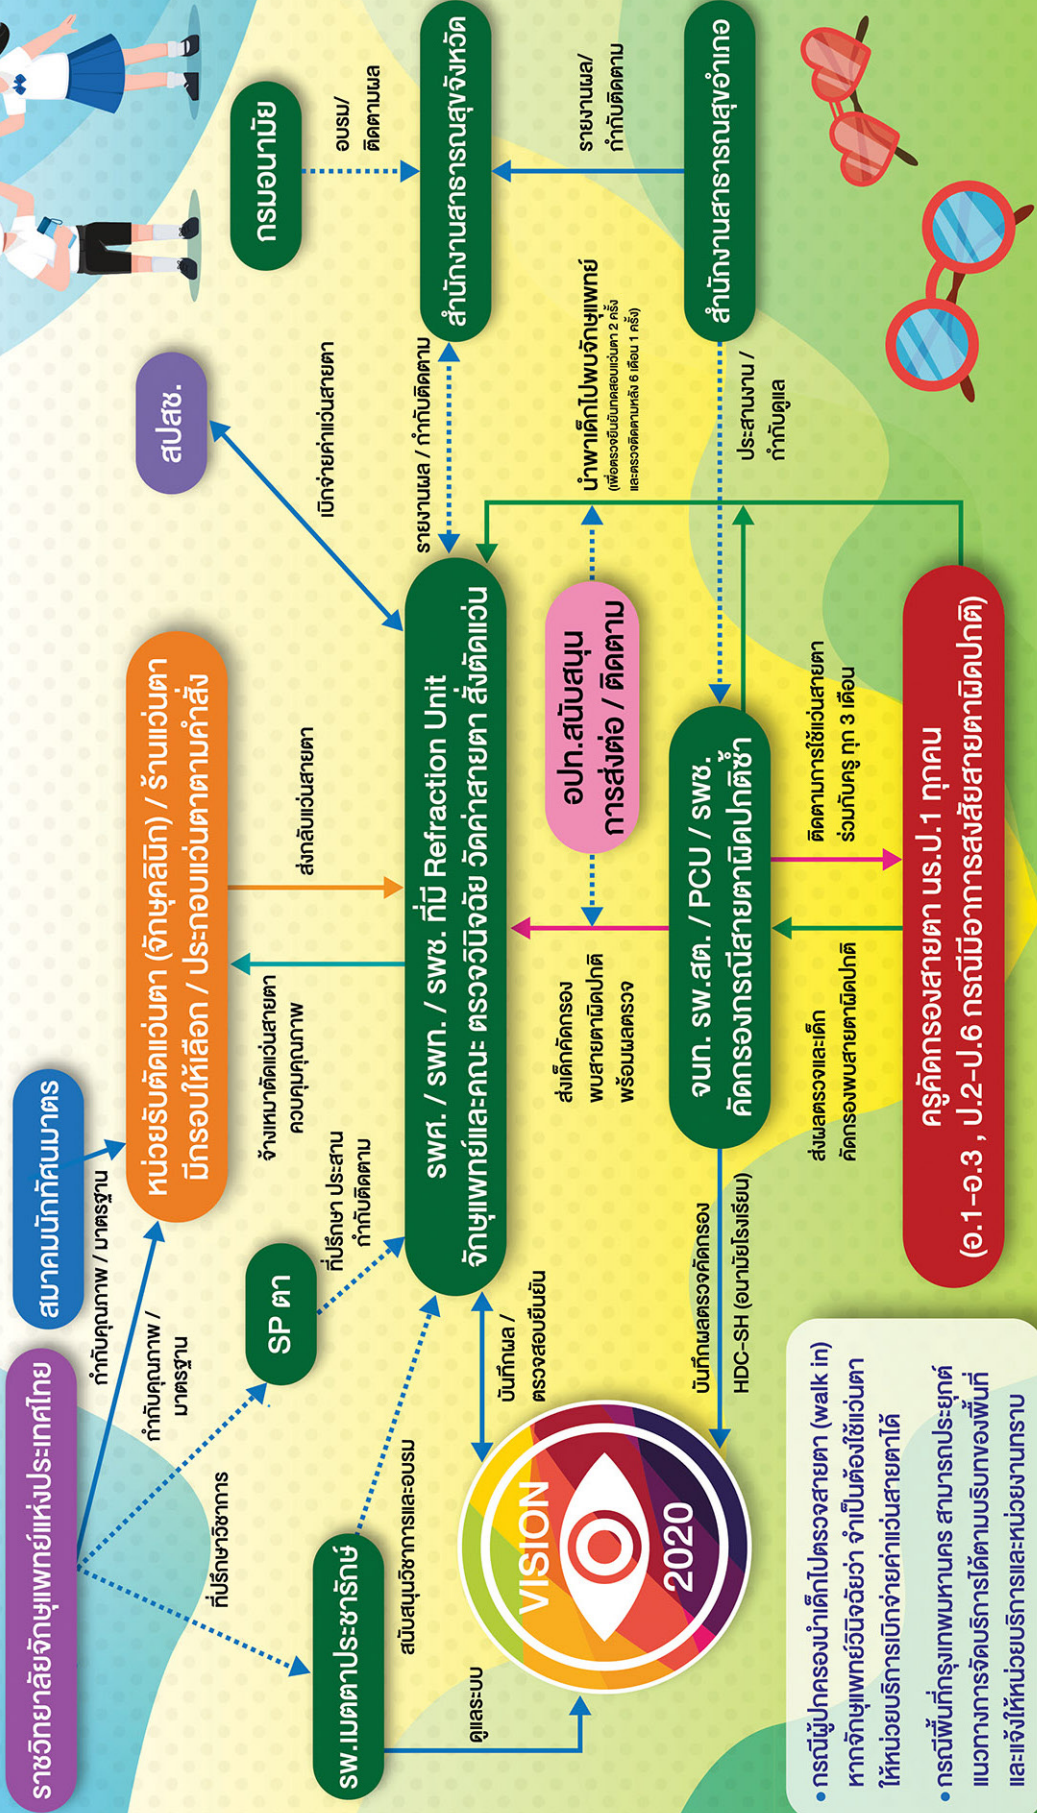 ราชวิทยาลัยจักษุแพทย์แห่งประเทศไทย
สมาคมนักทัศนมาตร
กำกับคุณภาพ / มาตรฐาน
กำกับคุณภาพ /
มาตรฐาน
ที่ปรึกษาวิชาการ
หน่วยรับตัดแว่นตา (จักษุคลินิก) / ร้านแว่นตา
มีกรอบให้เลือก / ประกอบแว่นตาตามคำสั่ง
สปสช.
กรมอนามัย
อบรม/
ติดตามผล
เบิกจ่ายค่าแว่นสายตา
SP ตา
ที่ปรึกษา ประสาน
กำกับติดตาม
จ้างเหมาตัดแว่นสายตา
ควบคุมคุณภาพ
ส่งกลับแว่นสายตา
รพ.เมตตาประชารักษ์
สนับสนุนวิชาการและอบรม
รพศ. / รพท. / รพช. ที่มี Refraction Unit
จักษุแพทย์และคณะ ตรวจวินิจฉัย วัดค่าสายตา สั่งตัดแว่น
รายงานผล / กำกับติดตาม
สำนักงานสาธารณสุขจังหวัด
ดูแลระบบ
VISION
2020
บันทึกผล /
ตรวจสอบยืนยัน
ส่งเด็กคัดกรอง
พบสายตาผิดปกติ
พร้อมผลตรวจ
อปท.สนับสนุน
การส่งต่อ / ติดตาม
นำพาเด็กไปพบจักษุแพทย์
(เพื่อตรวจยืนยันทดสอบแว่นตา 2 ครั้ง
และตรวจติดตามหลัง 6 เดือน 1 ครั้ง)
รายงานผล/
กำกับติดตาม
บันทึกผลตรวจคัดกรอง
HDC-SH (อนามัยโรงเรียน)
จนท. รพ.สต. / PCU / รพช.
คัดกรองกรณีสายตาผิดปกติซ้ำ
สำนักงานสาธารณสุขอำเภอ
ประสานงาน /
กำกับดูแล
ส่งผลตรวจและเด็ก
คัดกรองพบสายตาผิดปกติ
ติดตามการใช้แว่นสายตา
ร่วมกับครู ทุก 3 เดือน
ครูคัดกรองสายตา นร.ป.1 ทุกคน
(อ.1-อ.3 , ป.2-ป.6 กรณีมีอาการสงสัยสายตาผิดปกติ)
• กรณีผู้ปกครองนำเด็กไปตรวจสายตา (walk in)
หากจักษุแพทย์วินิจฉัยว่า จำเป็นต้องใช้แว่นตา
ให้หน่วยบริการเบิกจ่ายค่าแว่นสายตาได้
• กรณีพื้นที่กรุงเทพมหานคร สามารถประยุกต์
แนวทางการจัดบริการได้ตามบริบทของพื้นที่
และแจ้งให้หน่วยบริการและหน่วยงานทราบ